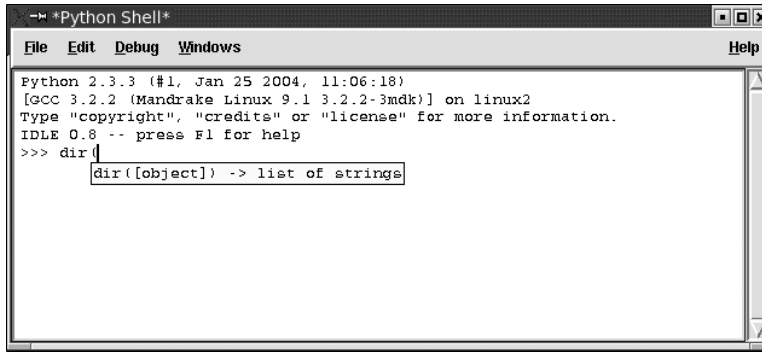 *Python Shell*
File Edit Debug Windows Help
Python 2.3.3 (#1, Jan 25 2004, 11:06:18)
[GCC 3.2.2 (Mandrake Linux 9.1 3.2.2-3mdk)] on linux2
Type "copyright", "credits" or "license" for more information.
IDLE 0.8 -- press F1 for help
>>> dir(
dir([object]) -> list of strings